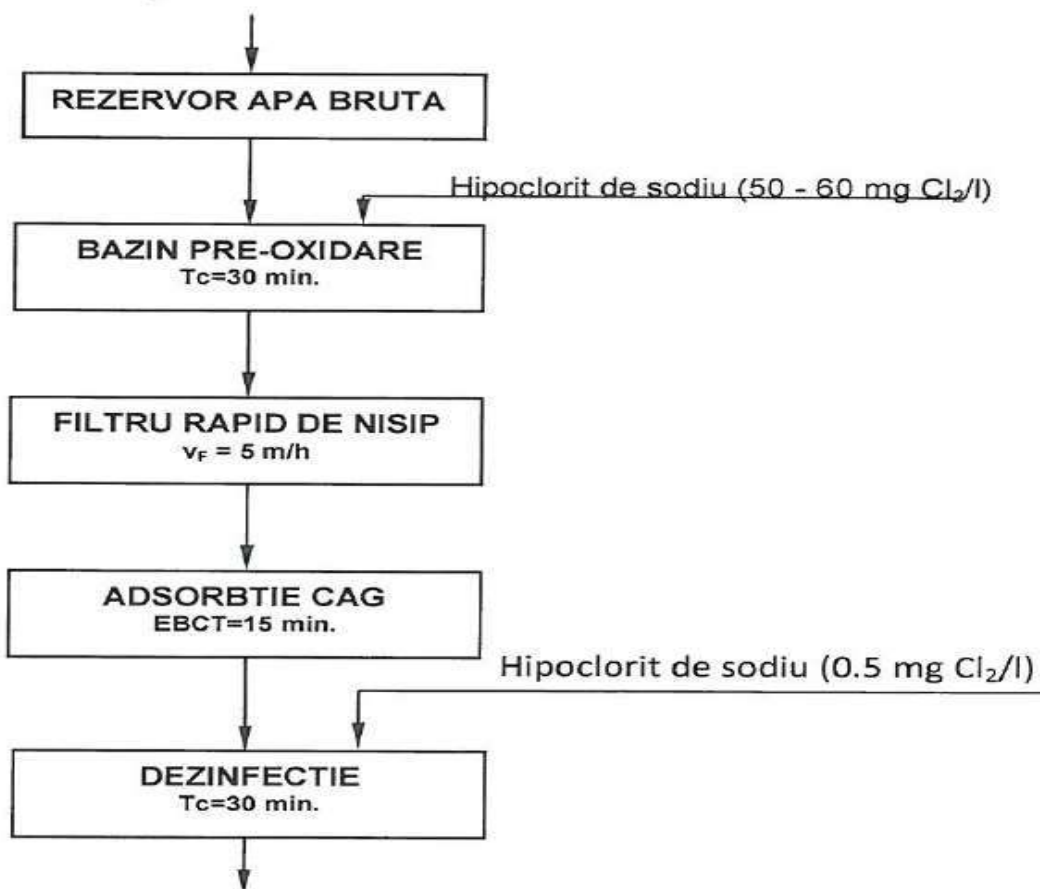 REZERVOR APA BRUTA
Hipoclorit de sodiu (50 - 60 mg Cl₂/l)
BAZIN PRE-OXIDARE
Tc=30 min.
FILTRU RAPID DE NISIP
v_F = 5 m/h
ADSORBTIE CAG
EBCT=15 min.
Hipoclorit de sodiu (0.5 mg Cl₂/l)
DEZINFECTIE
Tc=30 min.